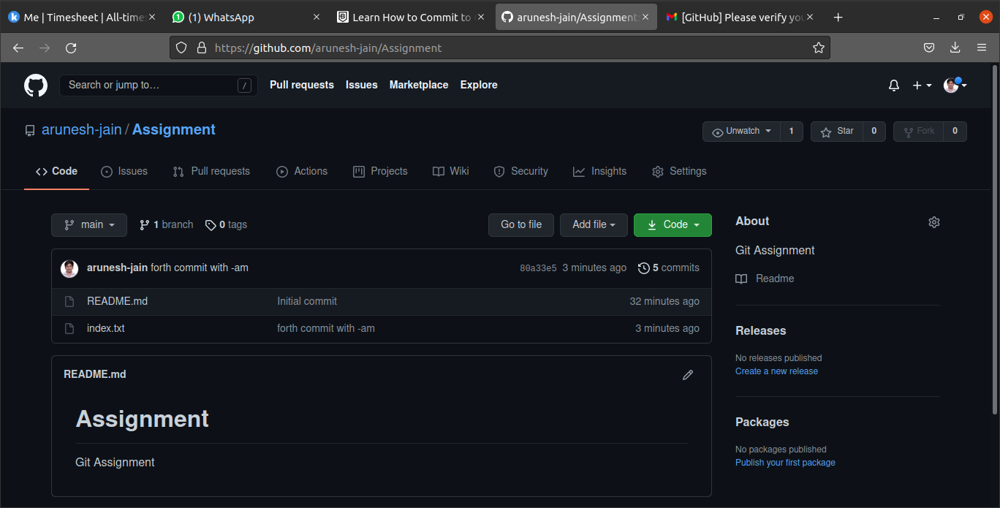 Me | Timesheet | All-time
(1) WhatsApp
Learn How to Commit to
arunesh-jain/Assignment
[GitHub] Please verify yo
https://github.com/arunesh-jain/Assignment
Search or jump to… /
Pull requests Issues Marketplace Explore
arunesh-jain / Assignment
Unwatch 1 Star 0 Fork 0
Code Issues Pull requests Actions Projects Wiki Security Insights Settings
main 1 branch 0 tags Go to file Add file Code
arunesh-jain forth commit with -am 80a33e5 3 minutes ago 5 commits
README.md Initial commit 32 minutes ago
index.txt forth commit with -am 3 minutes ago
README.md
Assignment
Git Assignment
About
Git Assignment
Readme
Releases
No releases published
Create a new release
Packages
No packages published
Publish your first package